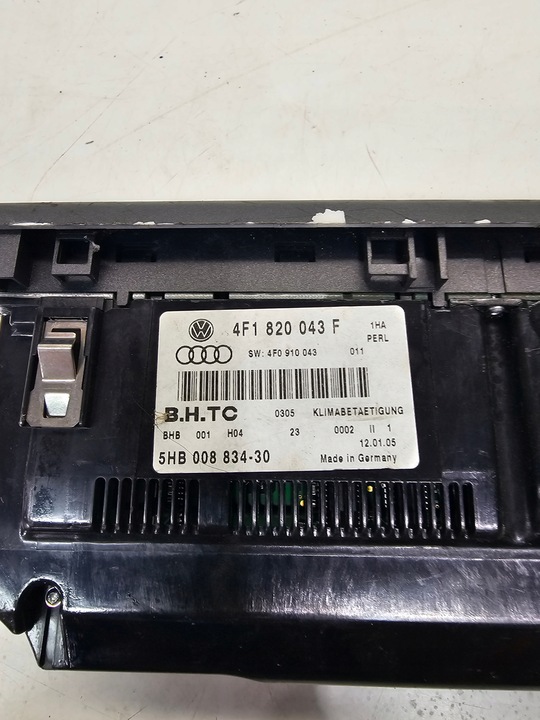 4F1 820 043 F 1HA
PERL
SW: 4F0 910 043 011
B.H.TC 0305 KLIMABETAETIGUNG
BHB 001 H04 23 0002 II 1
12.01.05
5HB 008 834-30 Made in Germany